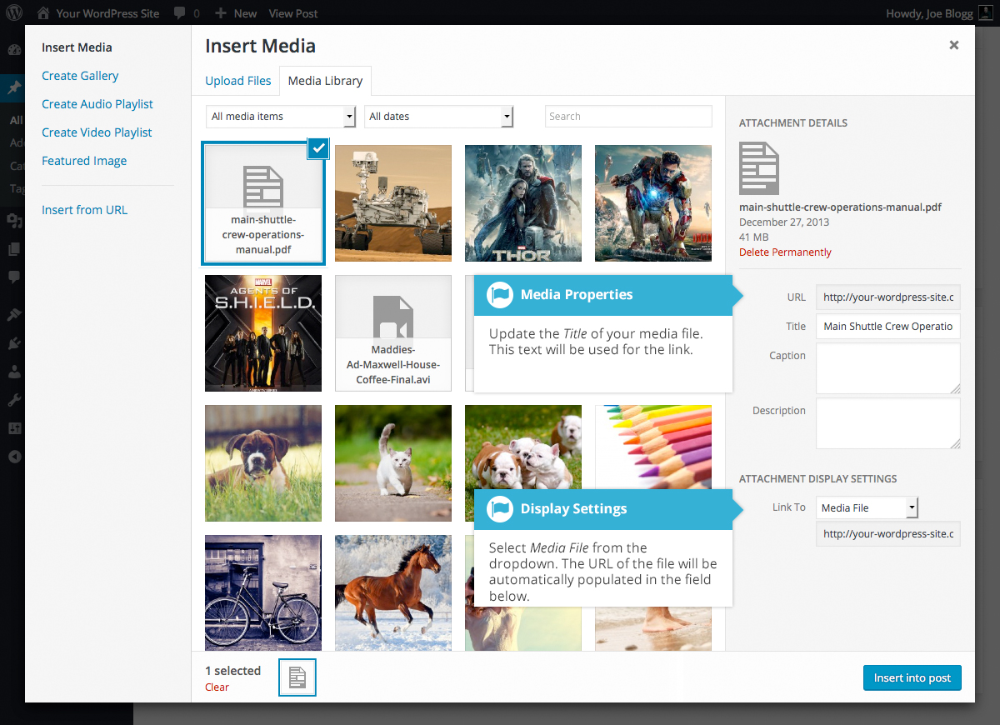 Your WordPress Site 0 New View Post
Howdy, Joe Blogg
Insert Media
Create Gallery
Create Audio Playlist
Create Video Playlist
Featured Image
Insert from URL
All
Ad
Ca
Tag
Insert Media
Upload Files
Media Library
All media items
All dates
Search
main-shuttle-
crew-operations-
manual.pdf
MARVEL
THOR
MARVEL
AGENTS OF
S.H.I.E.L.D.
Maddies-
Ad-Maxwell-House-
Coffee-Final.avi
Media Properties
Update the Title of your media file.
This text will be used for the link.
Display Settings
Select Media File from the
dropdown. The URL of the file will be
automatically populated in the field
below.
ATTACHMENT DETAILS
main-shuttle-crew-operations-manual.pdf
December 27, 2013
41 MB
Delete Permanently
URL http://your-wordpress-site.c
Title Main Shuttle Crew Operatio
Caption
Description
ATTACHMENT DISPLAY SETTINGS
Link To Media File
http://your-wordpress-site.c
1 selected
Clear
Insert into post